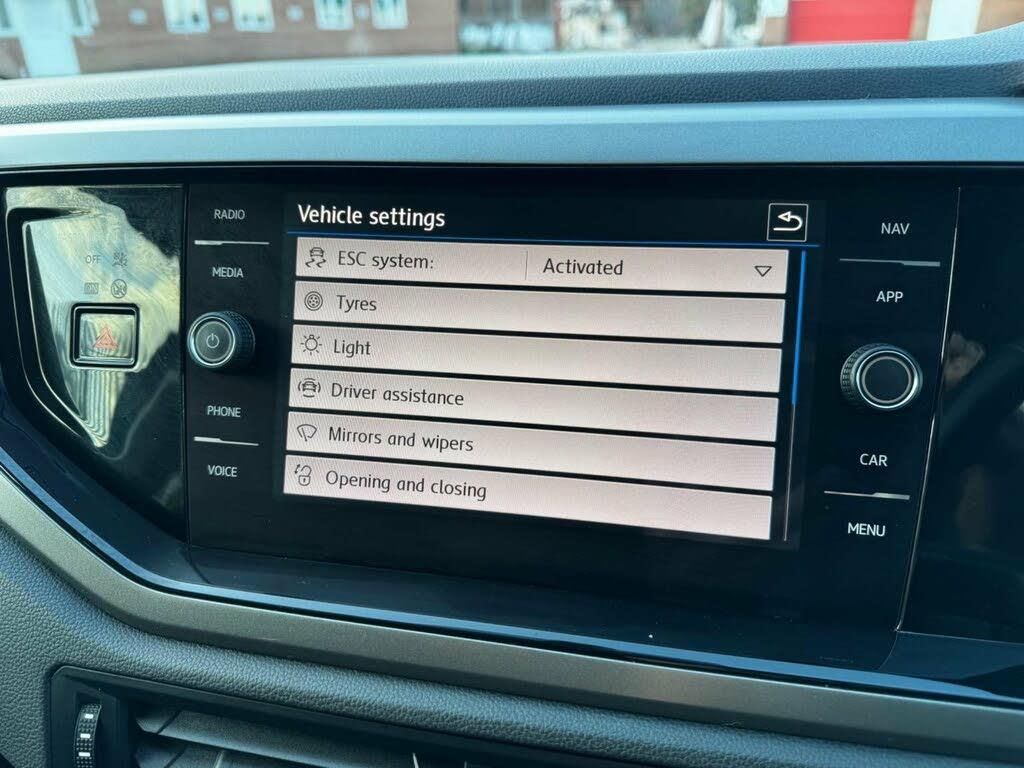 RADIO
MEDIA
PHONE
VOICE
OFF
ON
Vehicle settings
ESC system: Activated
Tyres
Light
Driver assistance
Mirrors and wipers
Opening and closing
NAV
APP
CAR
MENU